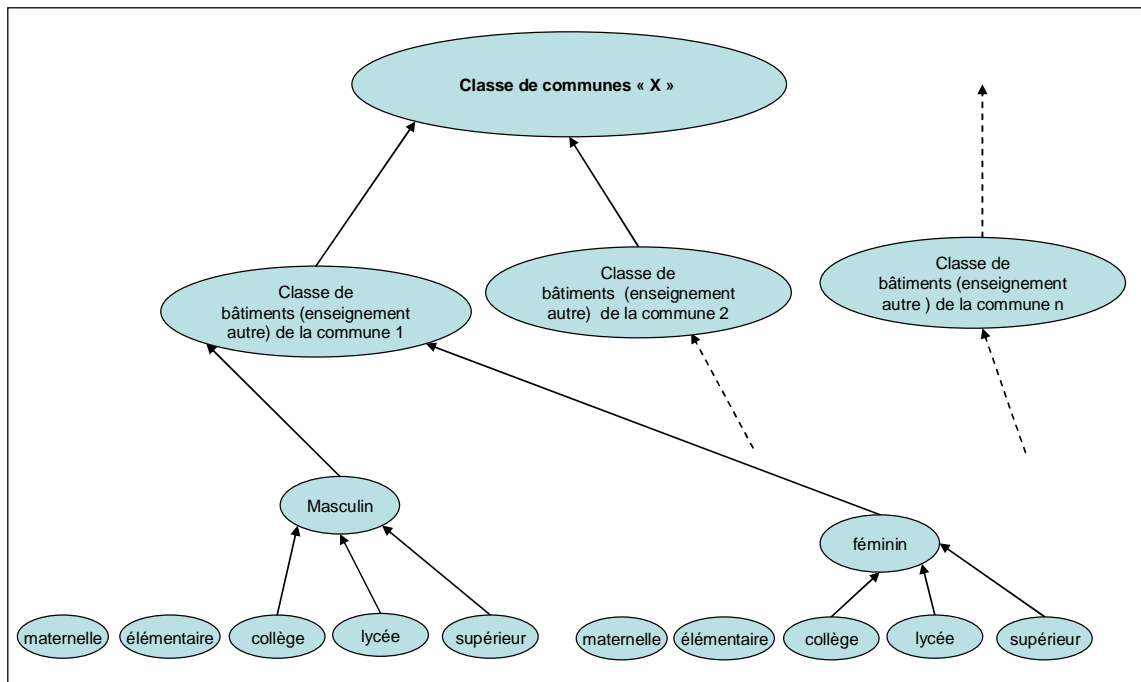 Classe de communes « X »
Classe de
bâtiments (enseignement
autre) de la commune 1
Classe de
bâtiments (enseignement
autre) de la commune 2
Classe de
bâtiments (enseignement
autre ) de la commune n
Masculin
féminin
maternelle
élémentaire
collège
lycée
supérieur
maternelle
élémentaire
collège
lycée
supérieur